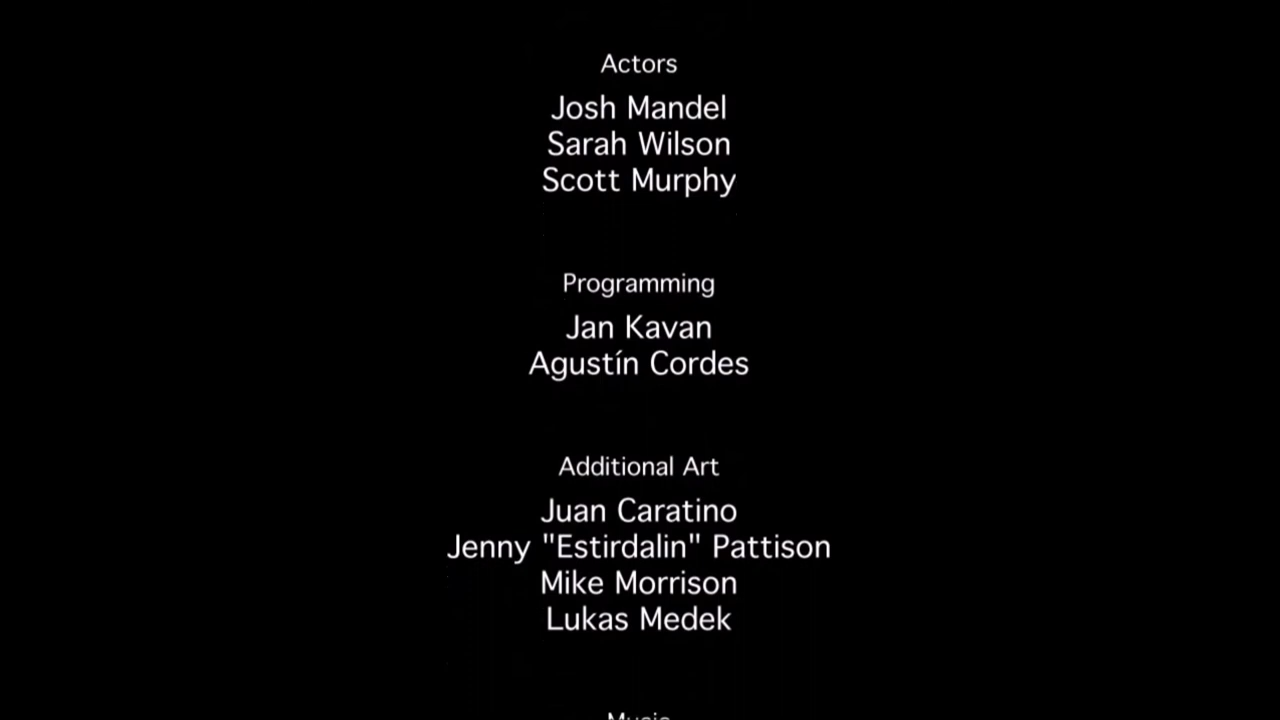 Actors
Josh Mandel
Sarah Wilson
Scott Murphy
Programming
Jan Kavan
Agustín Cordes
Additional Art
Juan Caratino
Jenny "Estirdalin" Pattison
Mike Morrison
Lukas Medek
Music